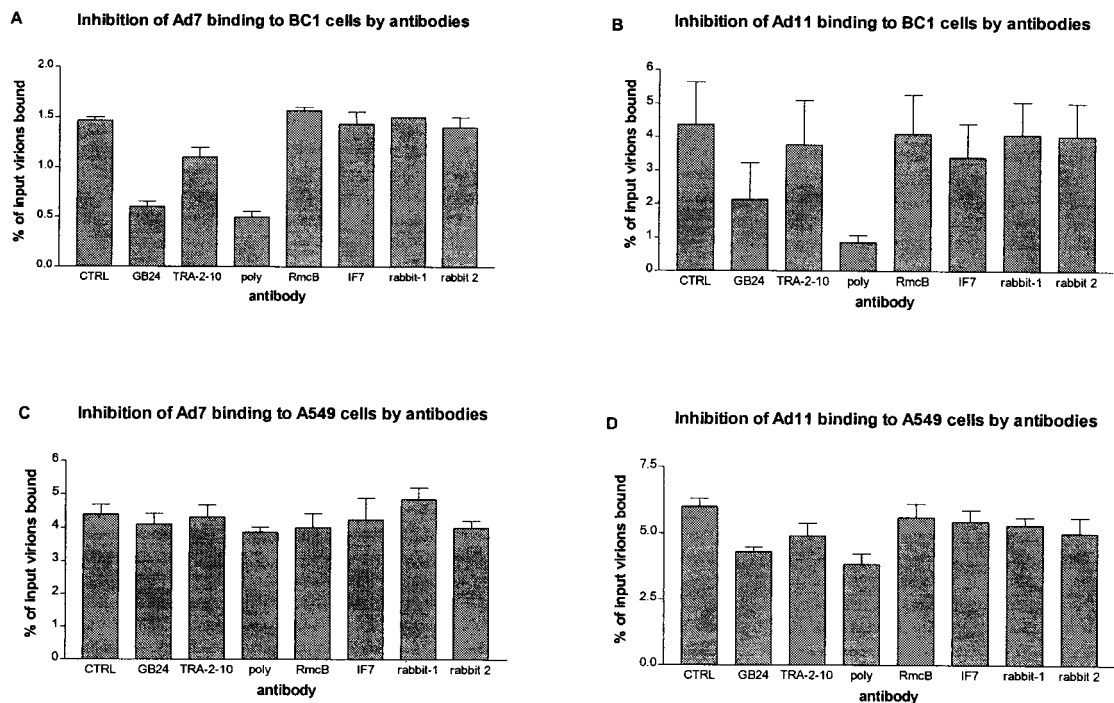 A
Inhibition of Ad7 binding to BC1 cells by antibodies
% of input virions bound
2.0
1.5
1.0
0.5
0.0
CTRL GB24 TRA-2-10 poly RmcB IF7 rabbit-1 rabbit 2
antibody
B
Inhibition of Ad11 binding to BC1 cells by antibodies
% of input virions bound
6
5
4
3
2
1
0
CTRL GB24 TRA-2-10 poly RmcB IF7 rabbit-1 rabbit 2
antibody
C
Inhibition of Ad7 binding to A549 cells by antibodies
% of input virions bound
6
5
4
3
2
1
0
CTRL GB24 TRA-2-10 poly RmcB IF7 rabbit-1 rabbit 2
antibody
D
Inhibition of Ad11 binding to A549 cells by antibodies
% of input virions bound
7.5
5.0
2.5
0.0
CTRL GB24 TRA-2-10 poly RmcB IF7 rabbit-1 rabbit 2
antibody